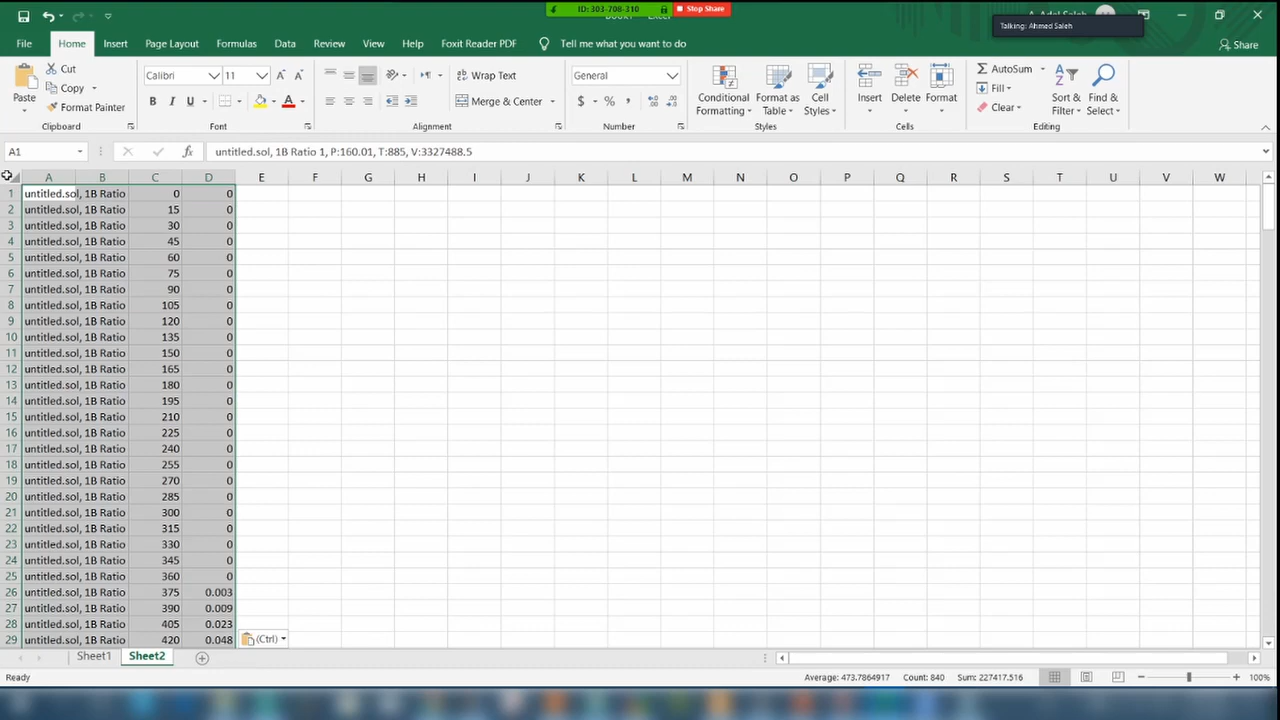 ID: 303-708-310 Stop Share
Talking: Ahmed Saleh
File Home Insert Page Layout Formulas Data Review View Help Foxit Reader PDF Tell me what you want to do Share
Cut
Copy
Format Painter
Paste
Clipboard
Calibri 11
B I U
Font
Wrap Text
Merge & Center
Alignment
General
$ % ,
Number
Conditional Formatting
Format as Table
Cell Styles
Styles
Insert Delete Format
Cells
AutoSum
Fill
Clear
Sort & Filter
Find & Select
Editing
A1 fx untitled.sol, 1B Ratio 1, P:160.01, T:885, V:3327488.5
A B C D E F G H I J K L M N O P Q R S T U V W
1 untitled.sol, 1B Ratio 0 0
2 untitled.sol, 1B Ratio 15 0
3 untitled.sol, 1B Ratio 30 0
4 untitled.sol, 1B Ratio 45 0
5 untitled.sol, 1B Ratio 60 0
6 untitled.sol, 1B Ratio 75 0
7 untitled.sol, 1B Ratio 90 0
8 untitled.sol, 1B Ratio 105 0
9 untitled.sol, 1B Ratio 120 0
10 untitled.sol, 1B Ratio 135 0
11 untitled.sol, 1B Ratio 150 0
12 untitled.sol, 1B Ratio 165 0
13 untitled.sol, 1B Ratio 180 0
14 untitled.sol, 1B Ratio 195 0
15 untitled.sol, 1B Ratio 210 0
16 untitled.sol, 1B Ratio 225 0
17 untitled.sol, 1B Ratio 240 0
18 untitled.sol, 1B Ratio 255 0
19 untitled.sol, 1B Ratio 270 0
20 untitled.sol, 1B Ratio 285 0
21 untitled.sol, 1B Ratio 300 0
22 untitled.sol, 1B Ratio 315 0
23 untitled.sol, 1B Ratio 330 0
24 untitled.sol, 1B Ratio 345 0
25 untitled.sol, 1B Ratio 360 0
26 untitled.sol, 1B Ratio 375 0.003
27 untitled.sol, 1B Ratio 390 0.009
28 untitled.sol, 1B Ratio 405 0.023
29 untitled.sol, 1B Ratio 420 0.048 (Ctrl)
Sheet1 Sheet2
Ready Average: 473.7864917 Count: 840 Sum: 227417.516 100%